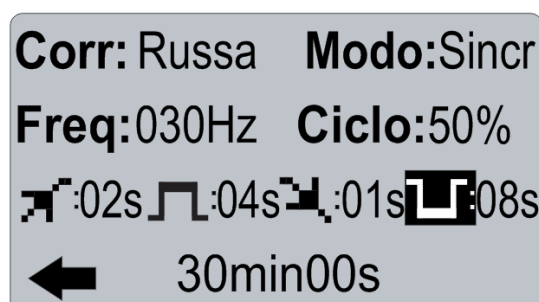 Corr: Russa Modo:Sincr
Freq:030Hz Ciclo:50%
:02s :04s :01s :08s
30min00s